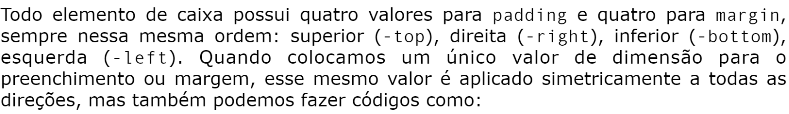 Todo elemento de caixa possui quatro valores para padding e quatro para margin,
sempre nessa mesma ordem: superior (-top), direita (-right), inferior (-bottom),
esquerda (-left). Quando colocamos um único valor de dimensão para o
preenchimento ou margem, esse mesmo valor é aplicado simetricamente a todas as
direções, mas também podemos fazer códigos como: